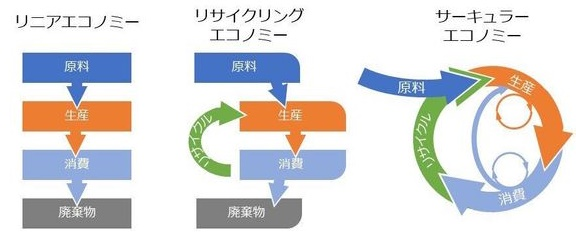 リニアエコノミー
原料
生産
消費
廃棄物
リサイクリング
エコノミー
原料
生産
リサイクル
消費
廃棄物
サーキュラー
エコノミー
原料
生産
リサイクル
消費